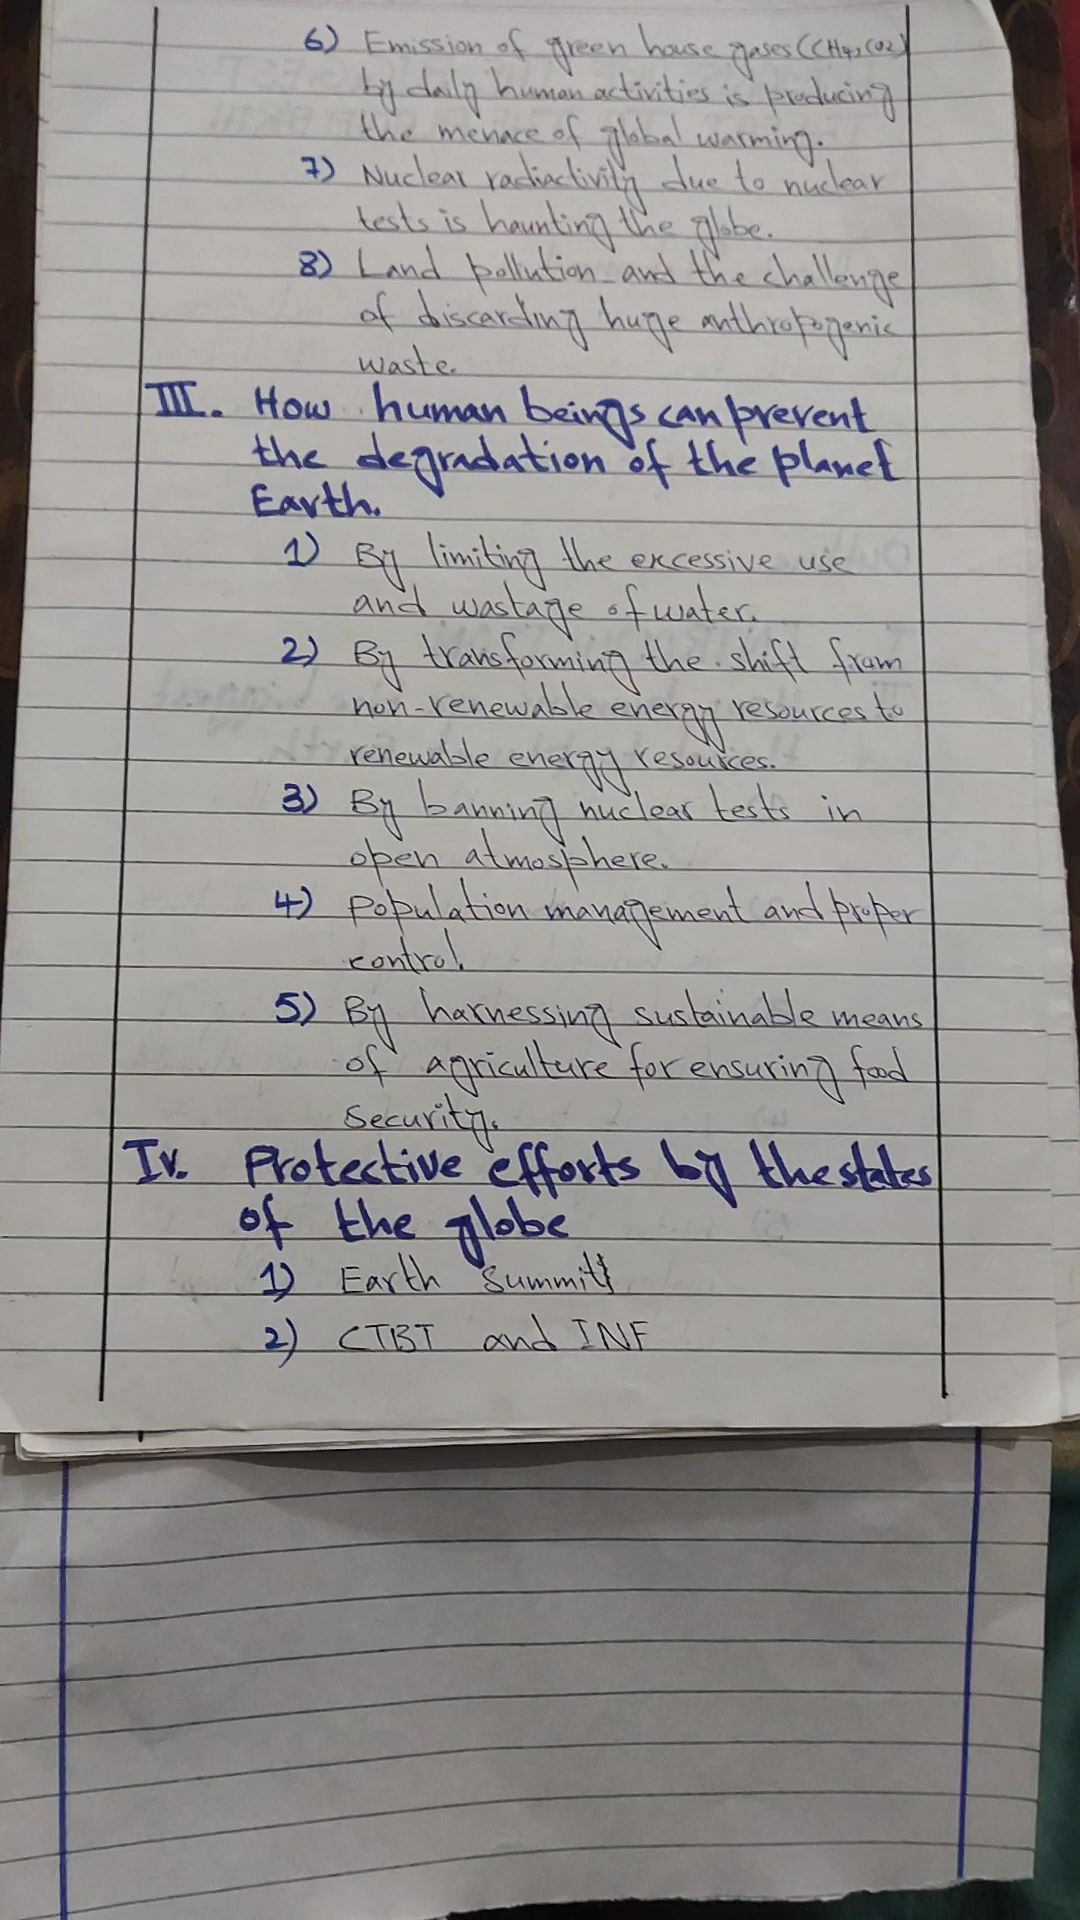 6) Emission of green house gases (CH4, CO2)
by daily human activities is producing
the menace of global warming.
7) Nuclear radiactivity due to nuclear
tests is haunting the globe.
8) Land pollution and the challenge
of discarding huge anthropogenic
waste.
III. How human beings can prevent
the degradation of the planet
Earth.
1) By limiting the excessive use
and wastage of water.
2) By transforming the shift from
non-renewable energy resources to
renewable energy resources.
3) By banning nuclear tests in
open atmosphere.
4) Population management and proper
control.
5) By harnessing sustainable means
of agriculture for ensuring food
security.
IV. Protective efforts by the states
of the globe
1) Earth Summit
2) CTBT and INF